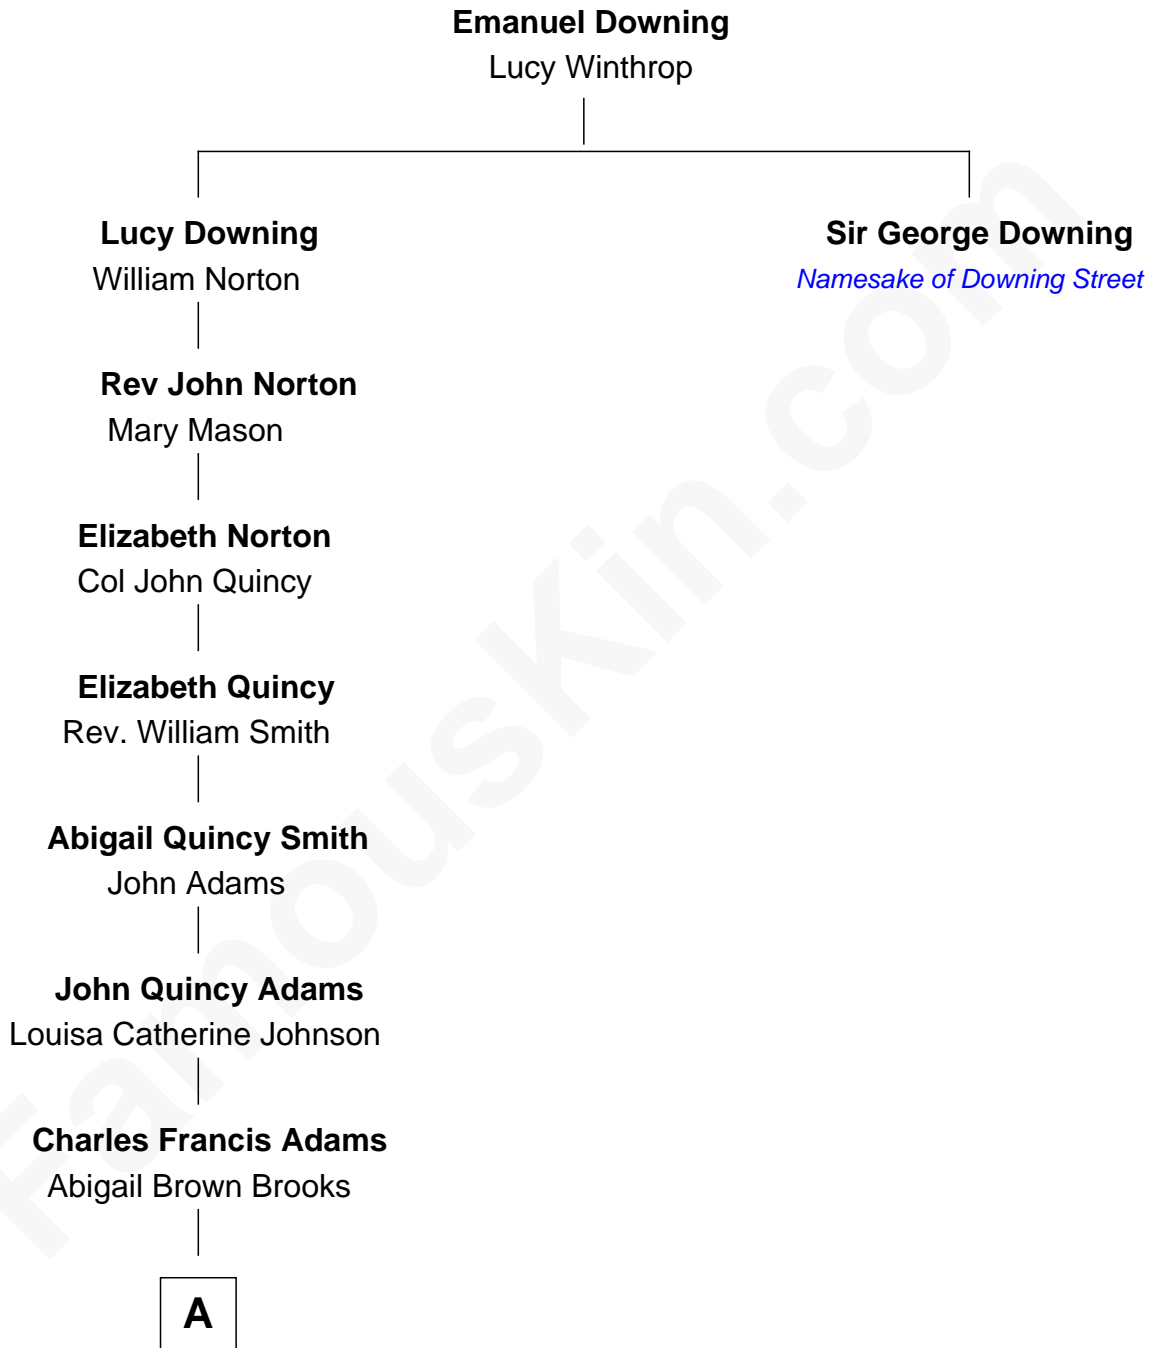 Emanuel Downing
Lucy Winthrop
Lucy Downing
William Norton
Sir George Downing
Namesake of Downing Street
Rev John Norton
Mary Mason
Elizabeth Norton
Col John Quincy
Elizabeth Quincy
Rev. William Smith
Abigail Quincy Smith
John Adams
John Quincy Adams
Louisa Catherine Johnson
Charles Francis Adams
Abigail Brown Brooks
A
FamousKin.com